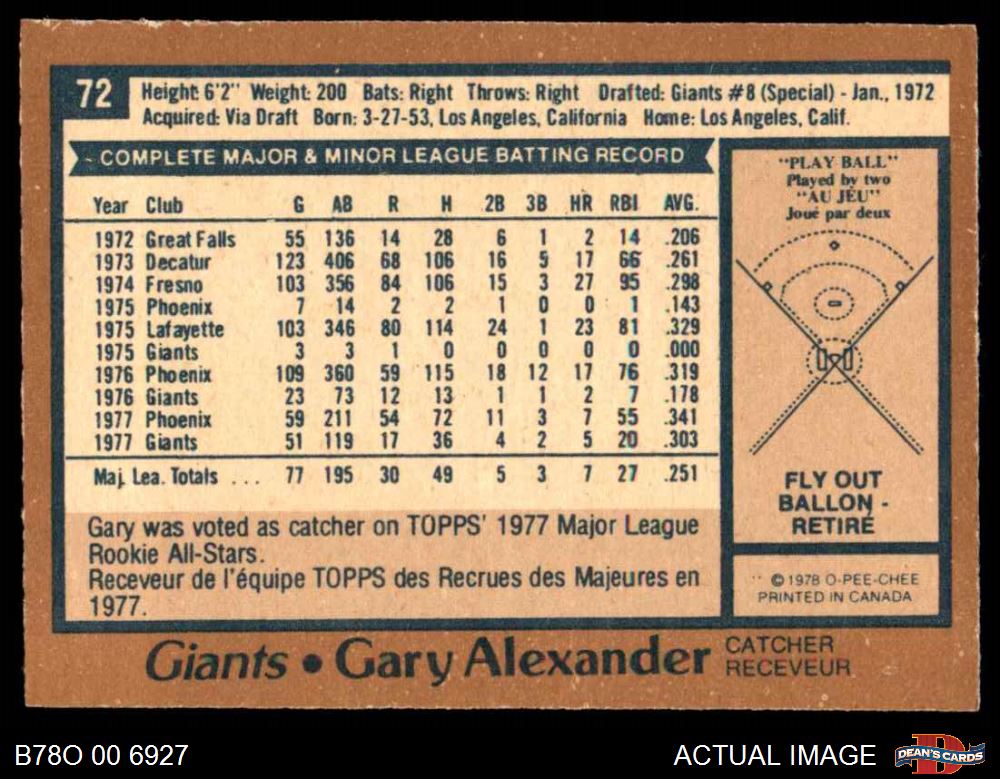 72
Height: 6'2" Weight: 200 Bats: Right Throws: Right Drafted: Giants #8 (Special) - Jan., 1972
Acquired: Via Draft Born: 3-27-53, Los Angeles, California Home: Los Angeles, Calif.
COMPLETE MAJOR & MINOR LEAGUE BATTING RECORD
Year Club G AB R H 2B 3B HR RBI AVG.
1972 Great Falls 55 136 14 28 6 1 2 14 .206
1973 Decatur 123 406 68 106 16 5 17 66 .261
1974 Fresno 103 356 84 106 15 3 27 95 .298
1975 Phoenix 7 14 2 2 1 0 0 1 .143
1975 Lafayette 103 346 80 114 24 1 23 81 .329
1975 Giants 3 3 1 0 0 0 0 0 .000
1976 Phoenix 109 360 59 115 18 12 17 76 .319
1976 Giants 23 73 12 13 1 1 2 7 .178
1977 Phoenix 59 211 54 72 11 3 7 55 .341
1977 Giants 51 119 17 36 4 2 5 20 .303
Maj. Lea. Totals ... 77 195 30 49 5 3 7 27 .251
Gary was voted as catcher on TOPPS' 1977 Major League
Rookie All-Stars.
Receveur de l'équipe TOPPS des Recrues des Majeures en
1977.
"PLAY BALL"
Played by two
"AU JEU"
Joué par deux
FLY OUT
BALLON -
RETIRÉ
© 1978 O-PEE-CHEE
PRINTED IN CANADA
Giants • Gary Alexander
CATCHER
RECEVEUR
B78O 00 6927
ACTUAL IMAGE
DEAN'S CARDS